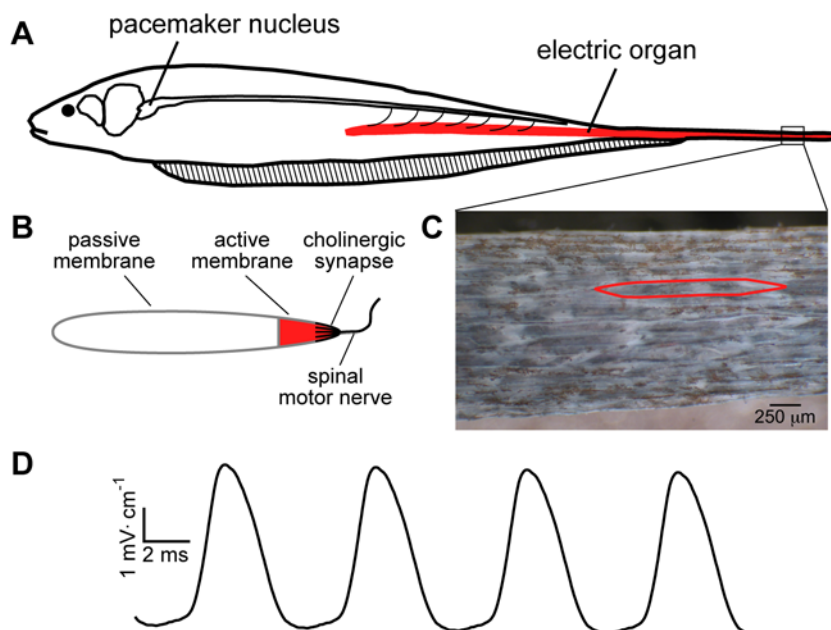 A
pacemaker nucleus
electric organ
B
passive
membrane
active
membrane
cholinergic
synapse
spinal
motor nerve
C
250 μm
D
1 mV· cm⁻¹
2 ms